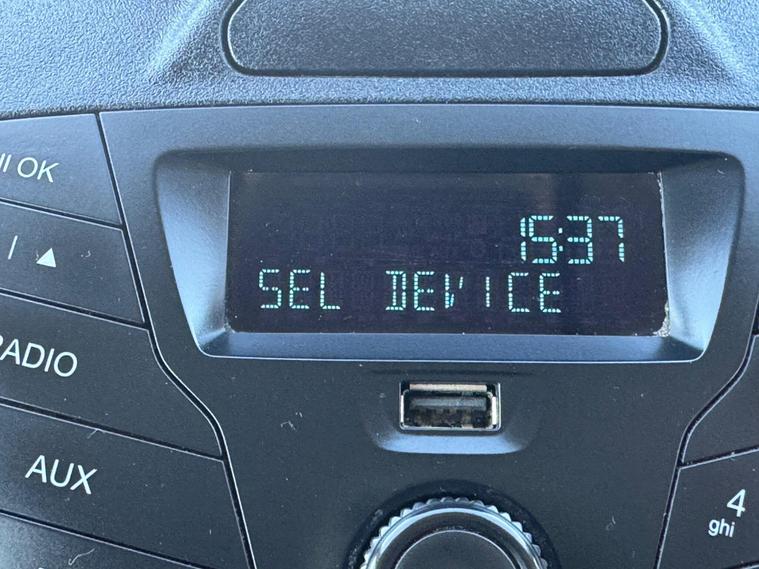 OK
15:37
SEL DEVICE
RADIO
AUX
4
ghi